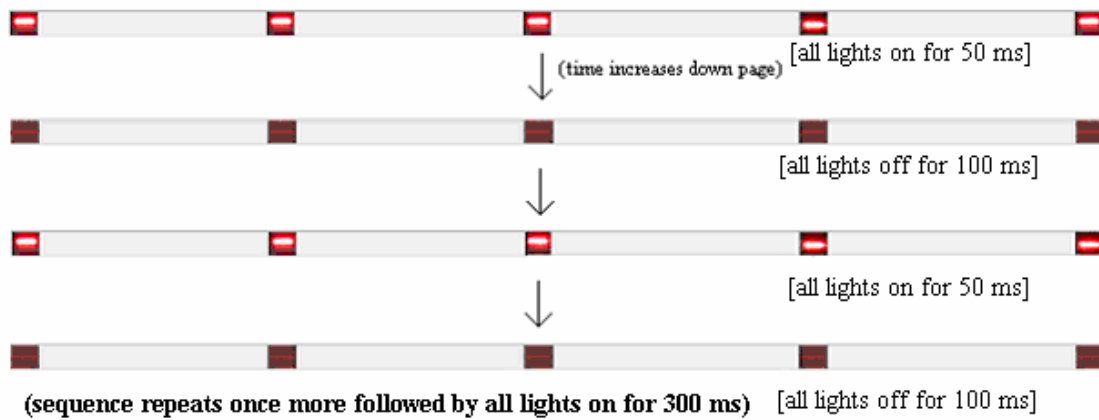 [all lights on for 50 ms]
(time increases down page)
[all lights off for 100 ms]
[all lights on for 50 ms]
(sequence repeats once more followed by all lights on for 300 ms)
[all lights off for 100 ms]